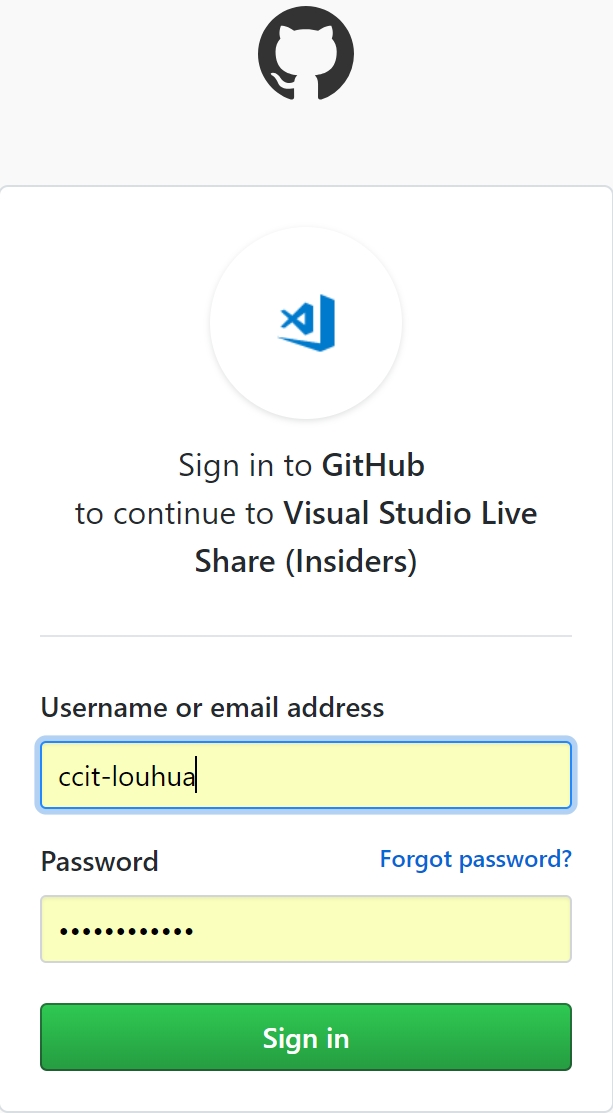 Sign in to GitHub
to continue to Visual Studio Live
Share (Insiders)
Username or email address
ccit-louhua
Password
Forgot password?
••••••••••••
Sign in